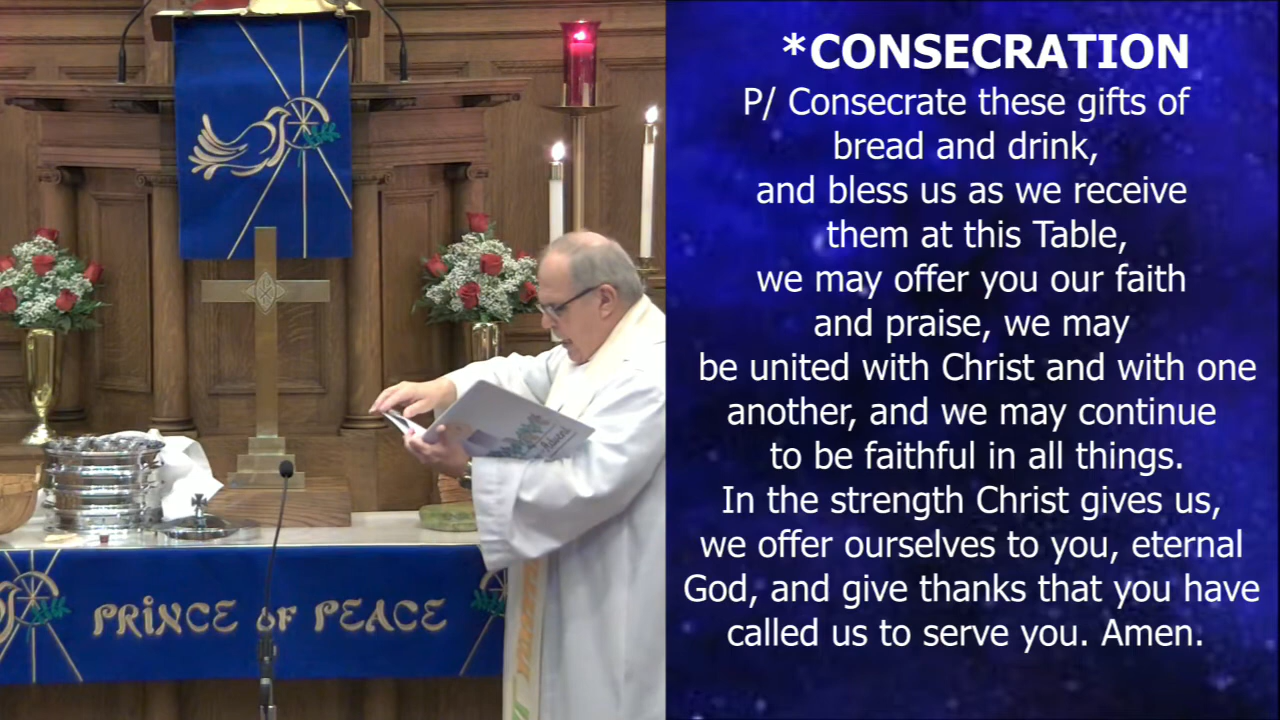 *CONSECRATION
P/ Consecrate these gifts of
bread and drink,
and bless us as we receive
them at this Table,
we may offer you our faith
and praise, we may
be united with Christ and with one
another, and we may continue
to be faithful in all things.
In the strength Christ gives us,
we offer ourselves to you, eternal
God, and give thanks that you have
called us to serve you. Amen.
PRiNCE of PEACE
Advent